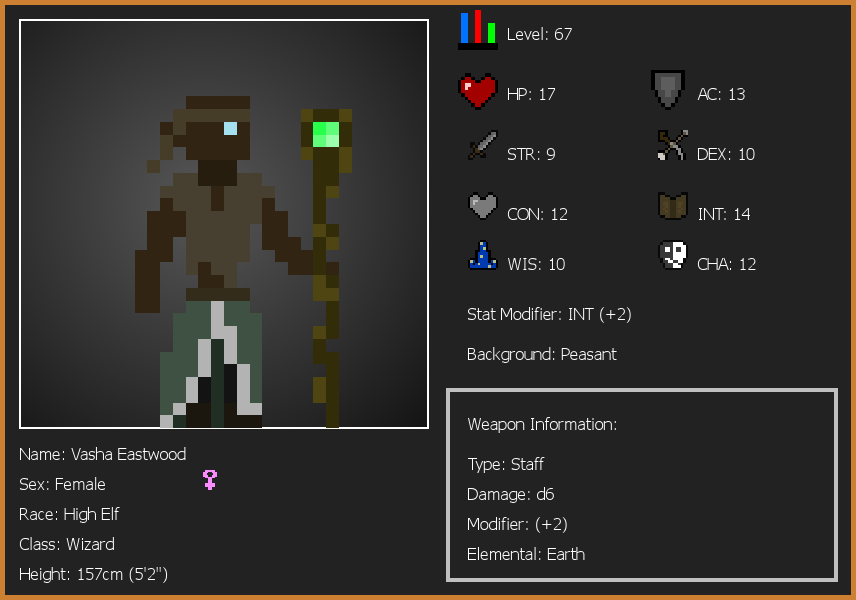 Level: 67
HP: 17
AC: 13
STR: 9
DEX: 10
CON: 12
INT: 14
WIS: 10
CHA: 12
Stat Modifier: INT (+2)
Background: Peasant
Weapon Information:
Type: Staff
Damage: d6
Modifier: (+2)
Elemental: Earth
Name: Vasha Eastwood
Sex: Female
Race: High Elf
Class: Wizard
Height: 157cm (5'2")